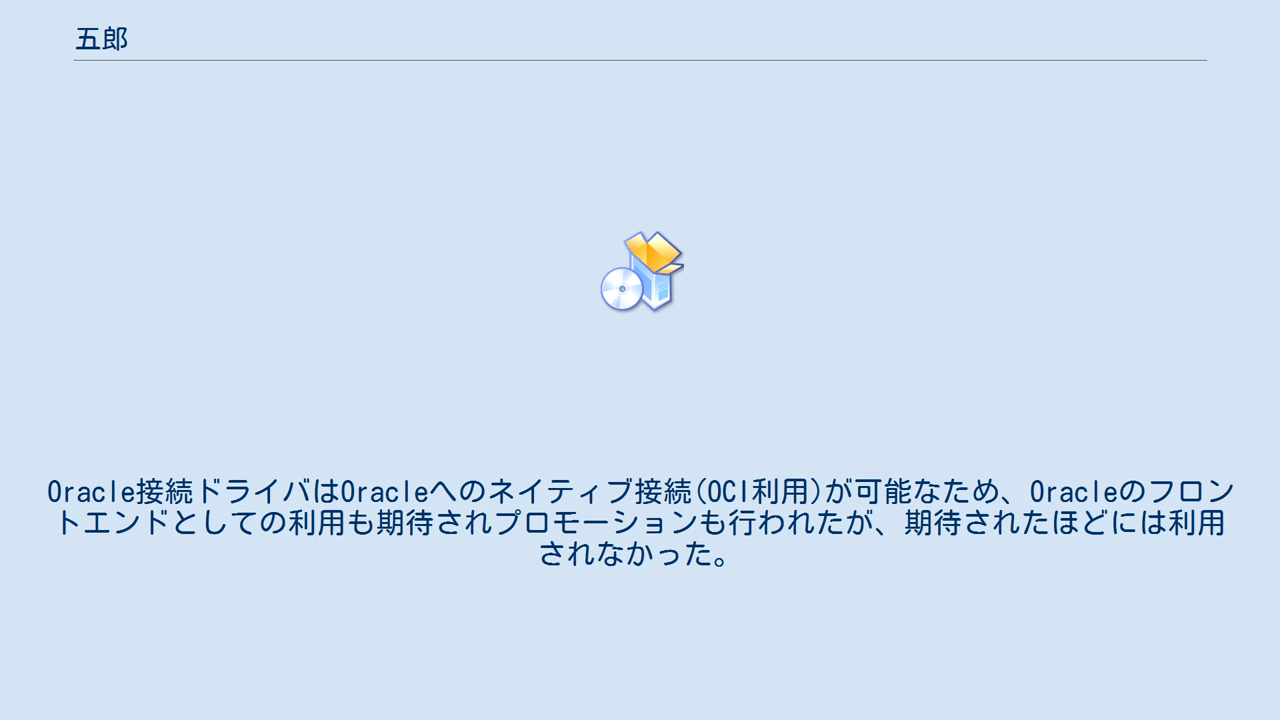 五郎
Oracle接続ドライバはOracleへのネイティブ接続(OCI利用)が可能なため、Oracleのフロン
トエンドとしての利用も期待されプロモーションも行われたが、期待されたほどには利用
されなかった。